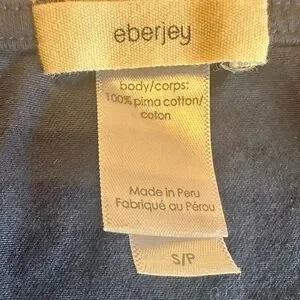 eberjey
body/corps:
100% pima cotton/
coton
Made in Peru
Fabriqué au Pérou
S/P